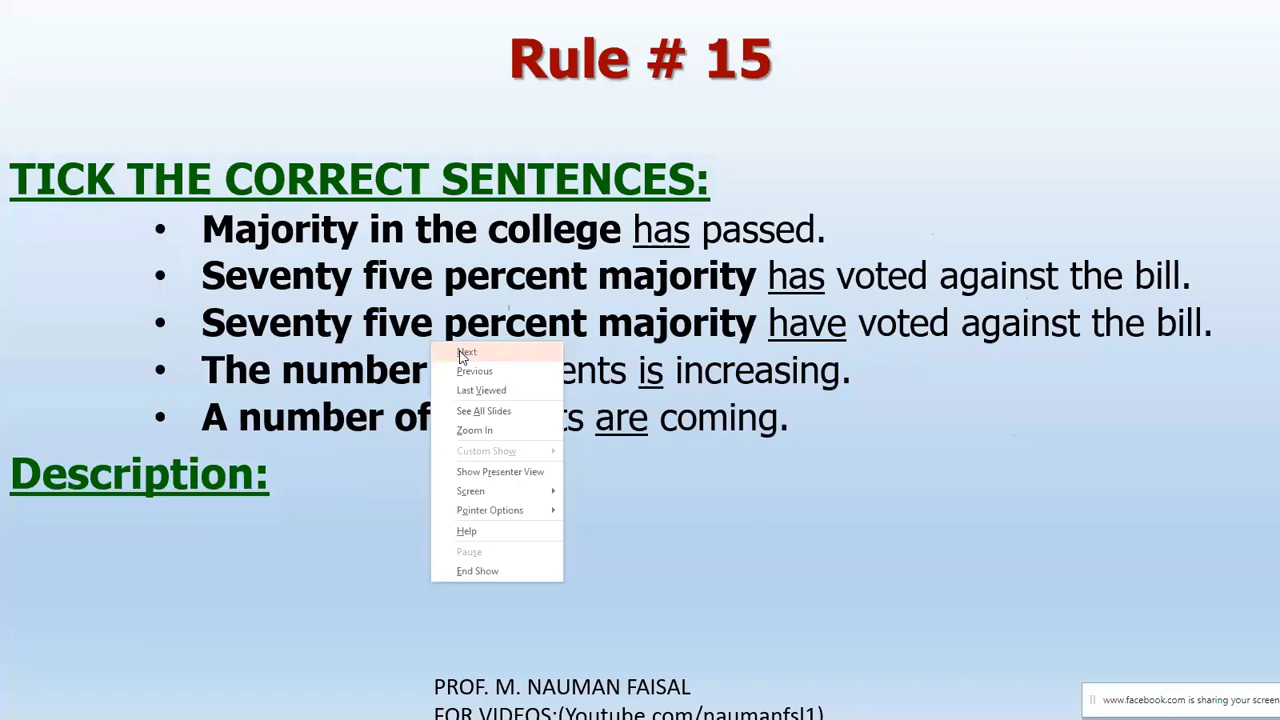 Rule # 15
TICK THE CORRECT SENTENCES:
• Majority in the college has passed.
• Seventy five percent majority has voted against the bill.
• Seventy five percent majority have voted against the bill.
• The number ents is increasing.
• A number of ts are coming.
Description:
Next
Previous
Last Viewed
See All Slides
Zoom In
Custom Show
Show Presenter View
Screen
Pointer Options
Help
Pause
End Show
PROF. M. NAUMAN FAISAL
FOR VIDEOS:(Youtube.com/naumanfsl1)
www.facebook.com is sharing your screen